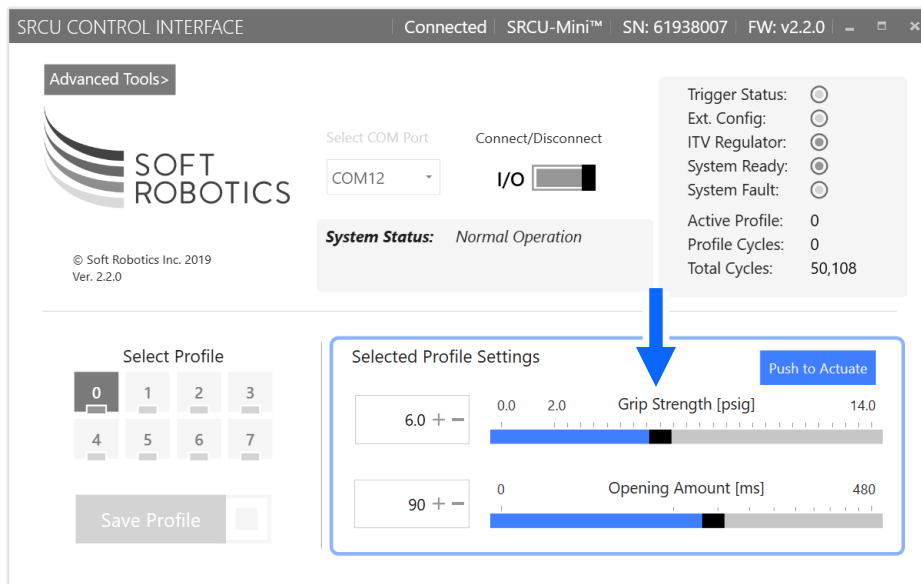 SRCU CONTROL INTERFACE Connected SRCU-Mini™ SN: 61938007 FW: v2.2.0
Advanced Tools>
SOFT
ROBOTICS
© Soft Robotics Inc. 2019
Ver. 2.2.0
Select COM Port
COM12
Connect/Disconnect
I/O
System Status: Normal Operation
Trigger Status:
Ext. Config:
ITV Regulator:
System Ready:
System Fault:
Active Profile: 0
Profile Cycles: 0
Total Cycles: 50,108
Select Profile
0 1 2 3
4 5 6 7
Save Profile
Selected Profile Settings
Push to Actuate
6.0 + −
0.0 2.0 Grip Strength [psig] 14.0
90 + −
0 Opening Amount [ms] 480